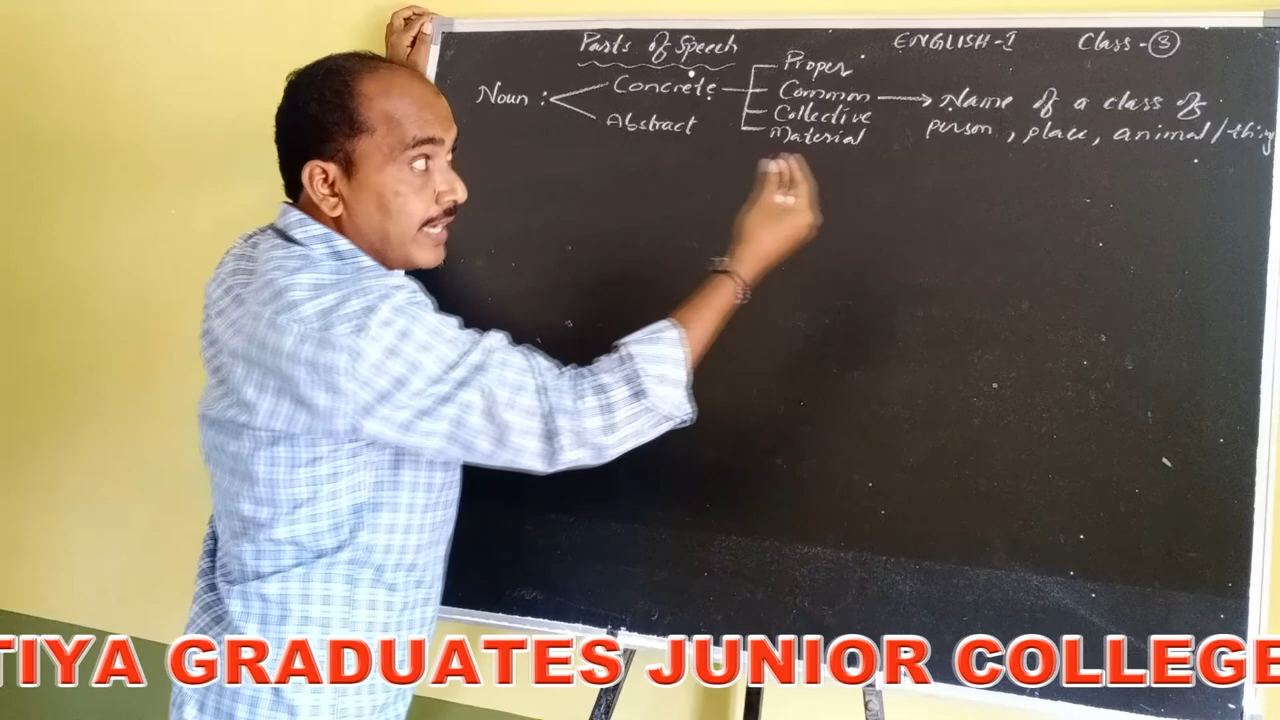 Parts of Speech
ENGLISH-I Class-3
Noun : Concrete Proper
Common → Name of a class of
Abstract Collective person, place, animal/thing
Material
TIYA GRADUATES JUNIOR COLLEGE